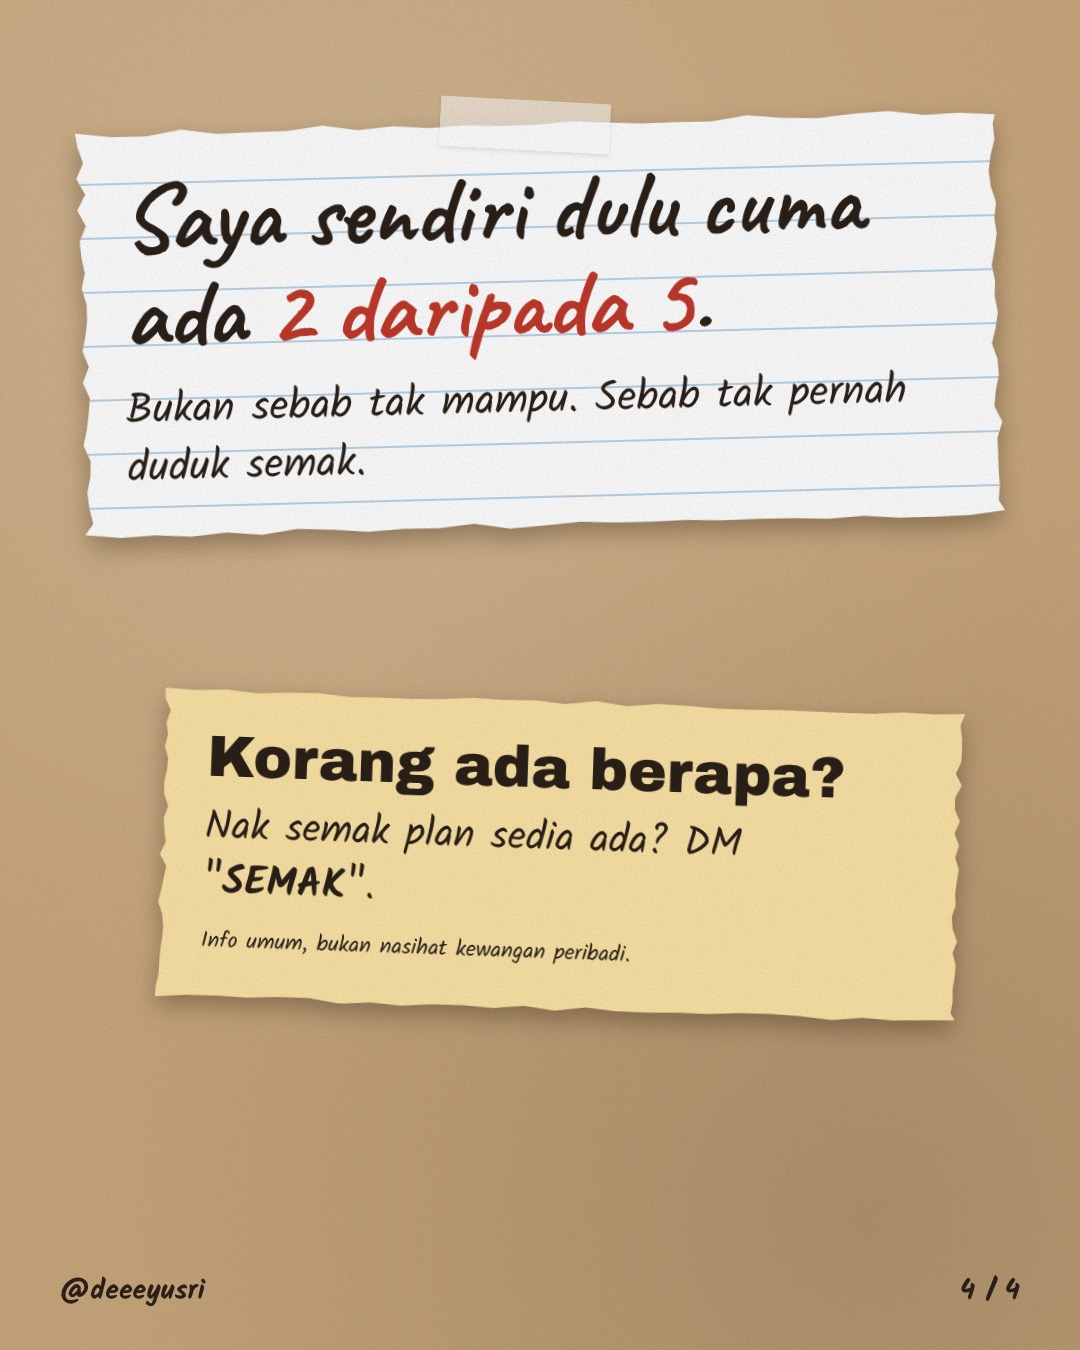 Saya sendiri dulu cuma
ada 2 daripada 5.
Bukan sebab tak mampu. Sebab tak pernah
duduk semak.
Korang ada berapa?
Nak semak plan sedia ada? DM
"SEMAK".
Info umum, bukan nasihat kewangan peribadi.
@deeeyusri
4 / 4